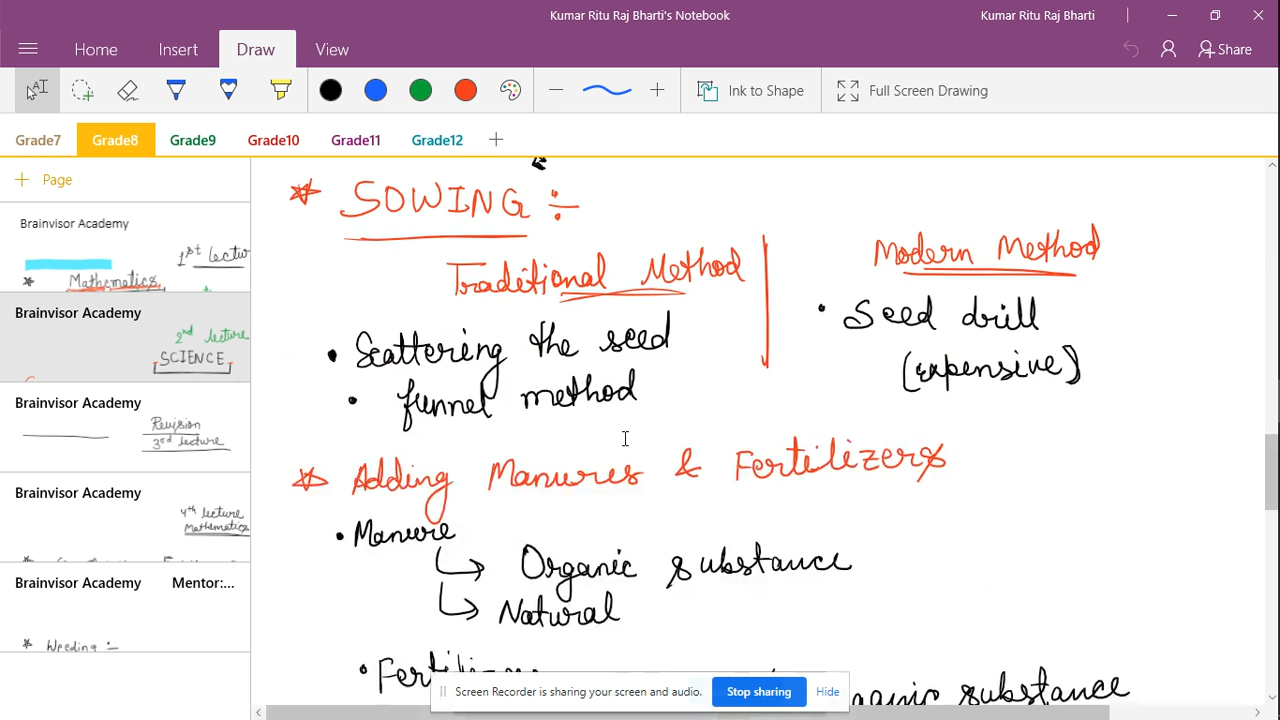 Kumar Ritu Raj Bharti's Notebook
Kumar Ritu Raj Bharti
Home Insert Draw View
Share
Ink to Shape
Full Screen Drawing
Grade7 Grade8 Grade9 Grade10 Grade11 Grade12
Page
Brainvisor Academy
1st lectur
* Mathematics
Brainvisor Academy
2nd lecture
SCIENCE
Brainvisor Academy
Revision
3rd lecture
Brainvisor Academy
4th lecture
Mathematics
Brainvisor Academy Mentor:...
* Weeding :-
* SOWING :-
Traditional Method
Modern Method
• Scattering the seed
• Seed drill
(expensive)
• funnel method
* Adding Manures & Fertilizers
• Manure
Organic substance
Natural
substance
Screen Recorder is sharing your screen and audio.
Stop sharing
Hide